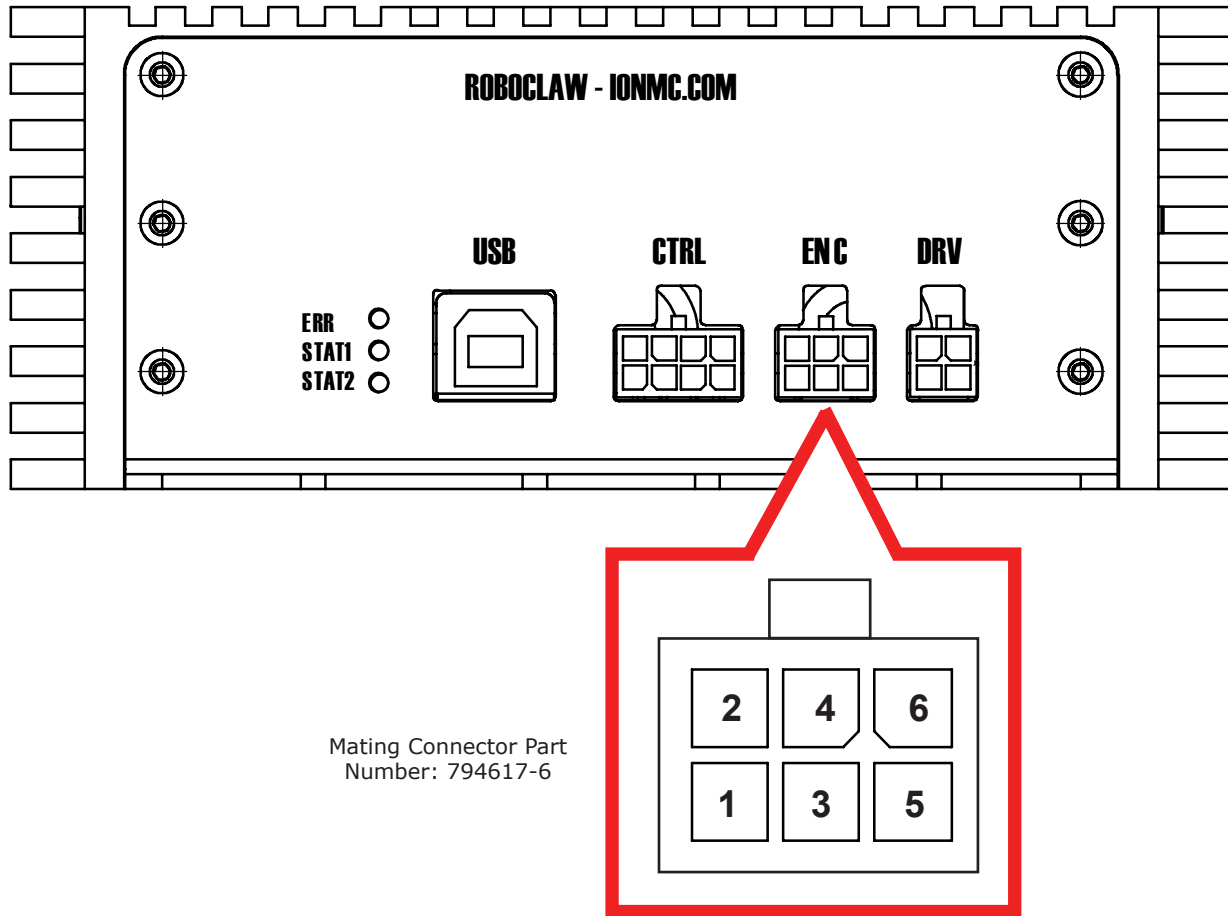 ROBOCLAW - IONMC.COM
USB
CTRL
ENC
DRV
ERR
STAT1
STAT2
2
4
6
Mating Connector Part
Number: 794617-6
1
3
5